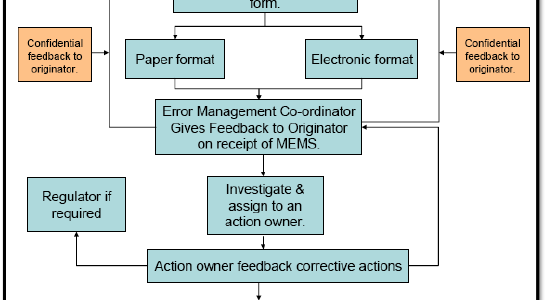 form.
Confidential
feedback to
originator.
Paper format
Electronic format
Confidential
feedback to
originator.
Error Management Co-ordinator
Gives Feedback to Originator
on receipt of MEMS.
Regulator if
required
Investigate &
assign to an
action owner.
Action owner feedback corrective actions